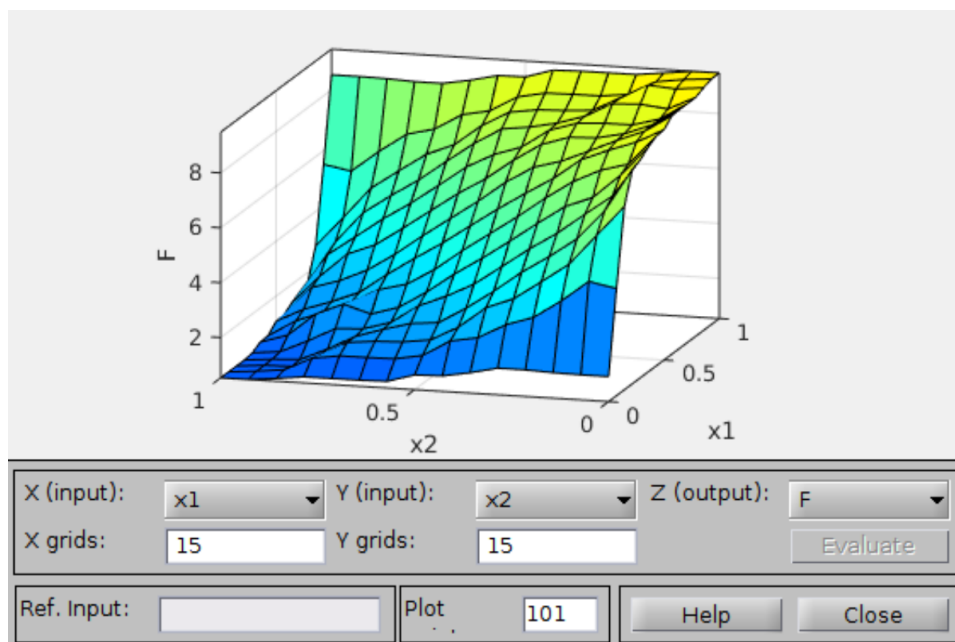 8
6
4
2
F
1
0.5
0
x2
0
0.5
1
x1
X (input): x1 Y (input): x2 Z (output): F
X grids: 15 Y grids: 15 Evaluate
Ref. Input: Plot 101 Help Close